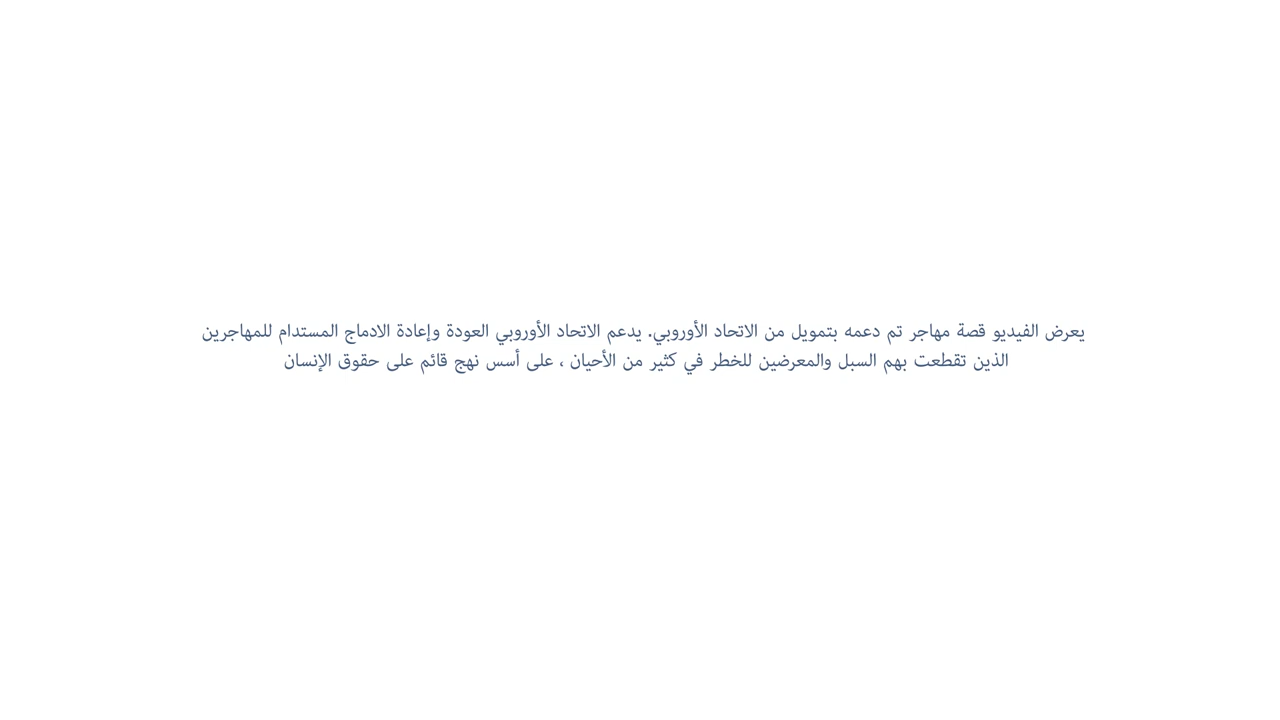 يعرض الفيديو قصة مهاجر تم دعمه بتمويل من الاتحاد الأوروبي. يدعم الاتحاد الأوروبي العودة وإعادة الادماج المستدام للمهاجرين
الذين تقطعت بهم السبل والمعرضين للخطر في كثير من الأحيان ، على أسس نهج قائم على حقوق الإنسان